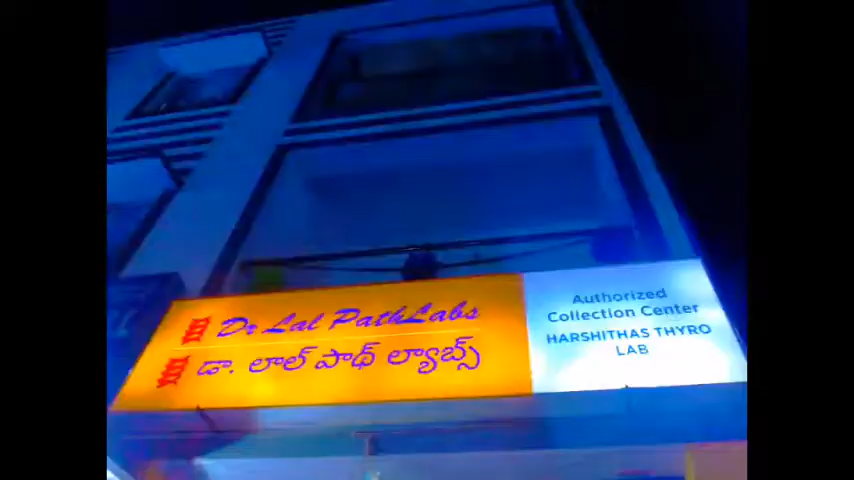 Dr Lal PathLabs
డా. లాల్ పాథ్ ల్యాబ్స్
Authorized
Collection Center
HARSHITHAS THYRO
LAB